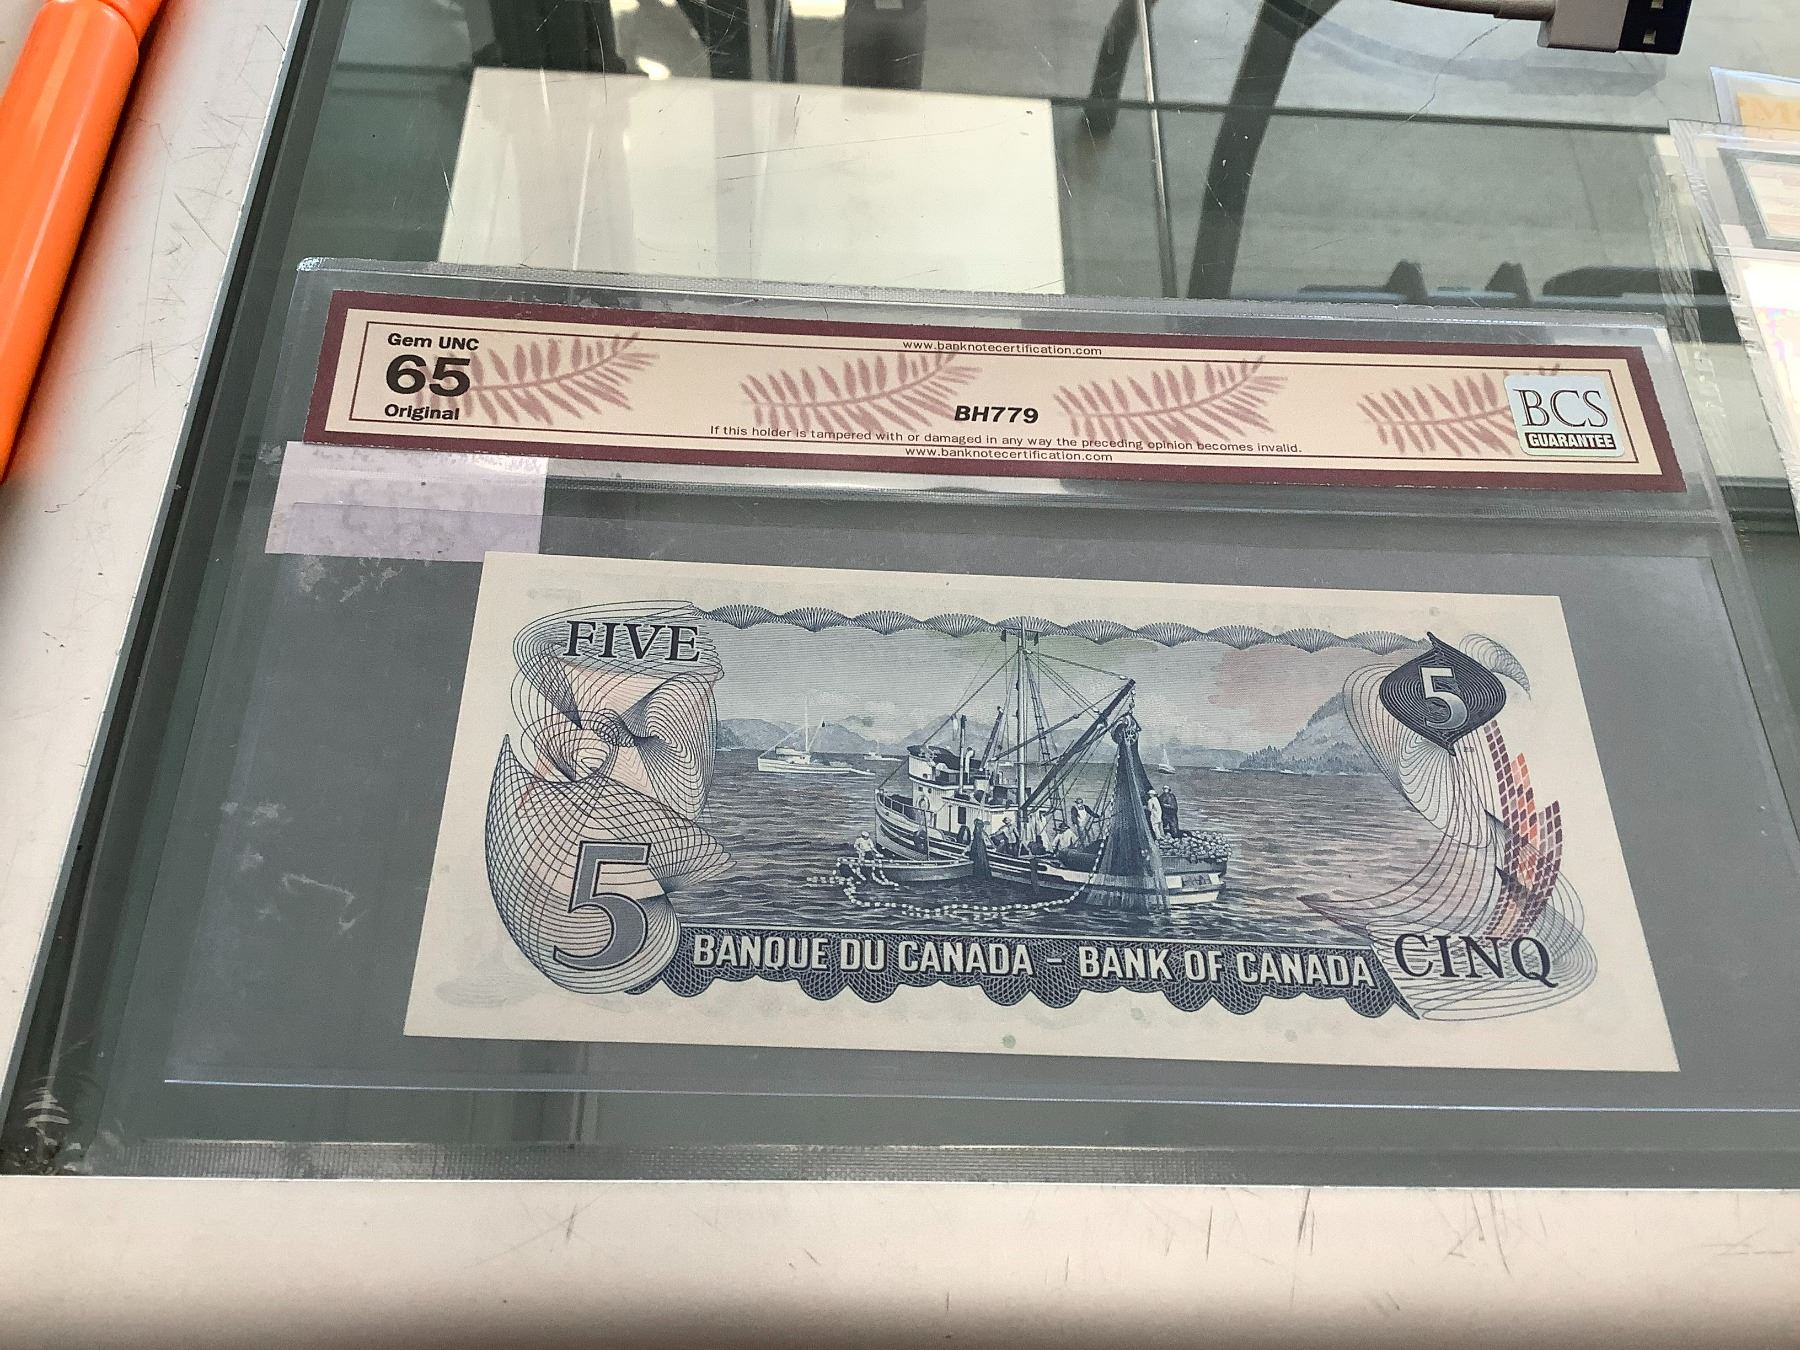 Gem UNC
65
Original
www.banknotecertification.com
BH779
If this holder is tampered with or damaged in any way the preceding opinion becomes invalid.
www.banknotecertification.com
BCS
GUARANTEE
FIVE
5
5
BANQUE DU CANADA – BANK OF CANADA
CINQ